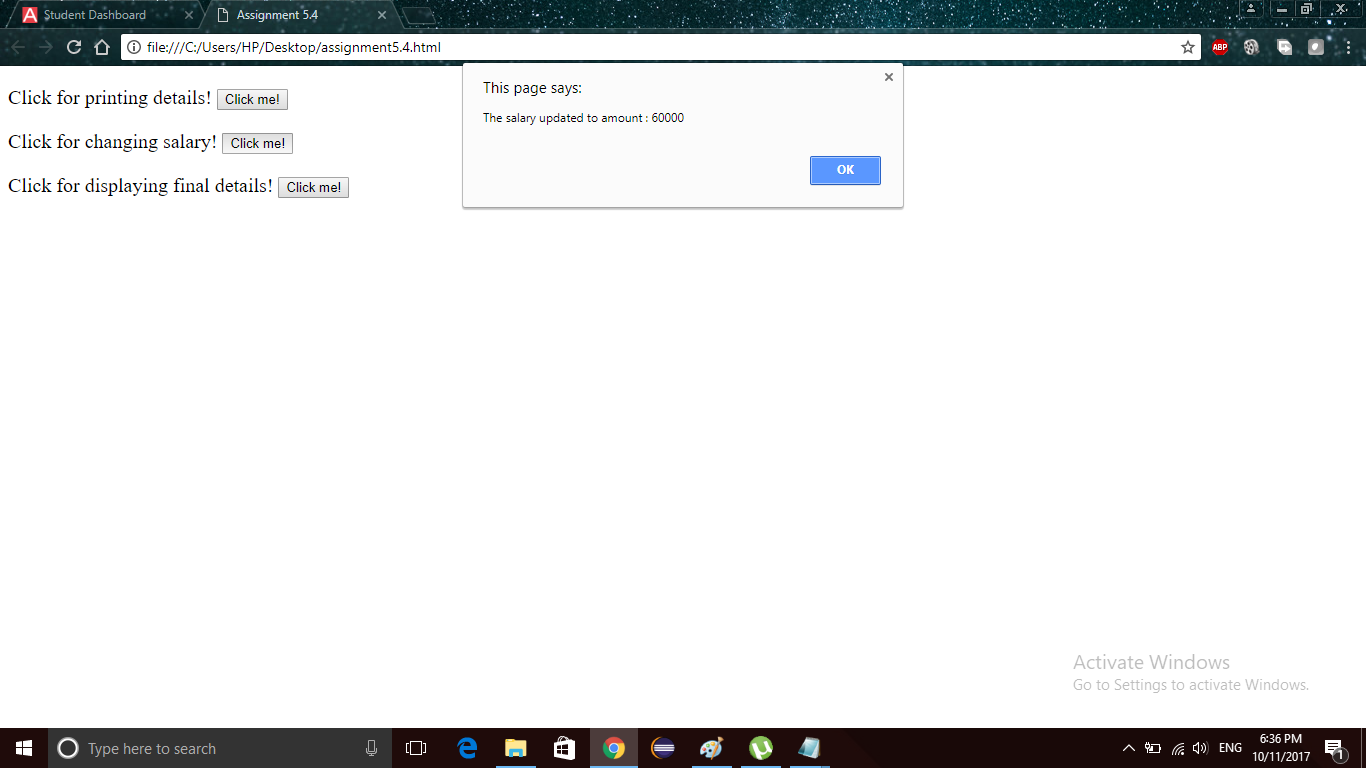 Student Dashboard
Assignment 5.4
file:///C:/Users/HP/Desktop/assignment5.4.html
ABP
This page says:
The salary updated to amount : 60000
OK
Click for printing details! Click me!
Click for changing salary! Click me!
Click for displaying final details! Click me!
Activate Windows
Go to Settings to activate Windows.
Type here to search
ENG
6:36 PM
10/11/2017
1